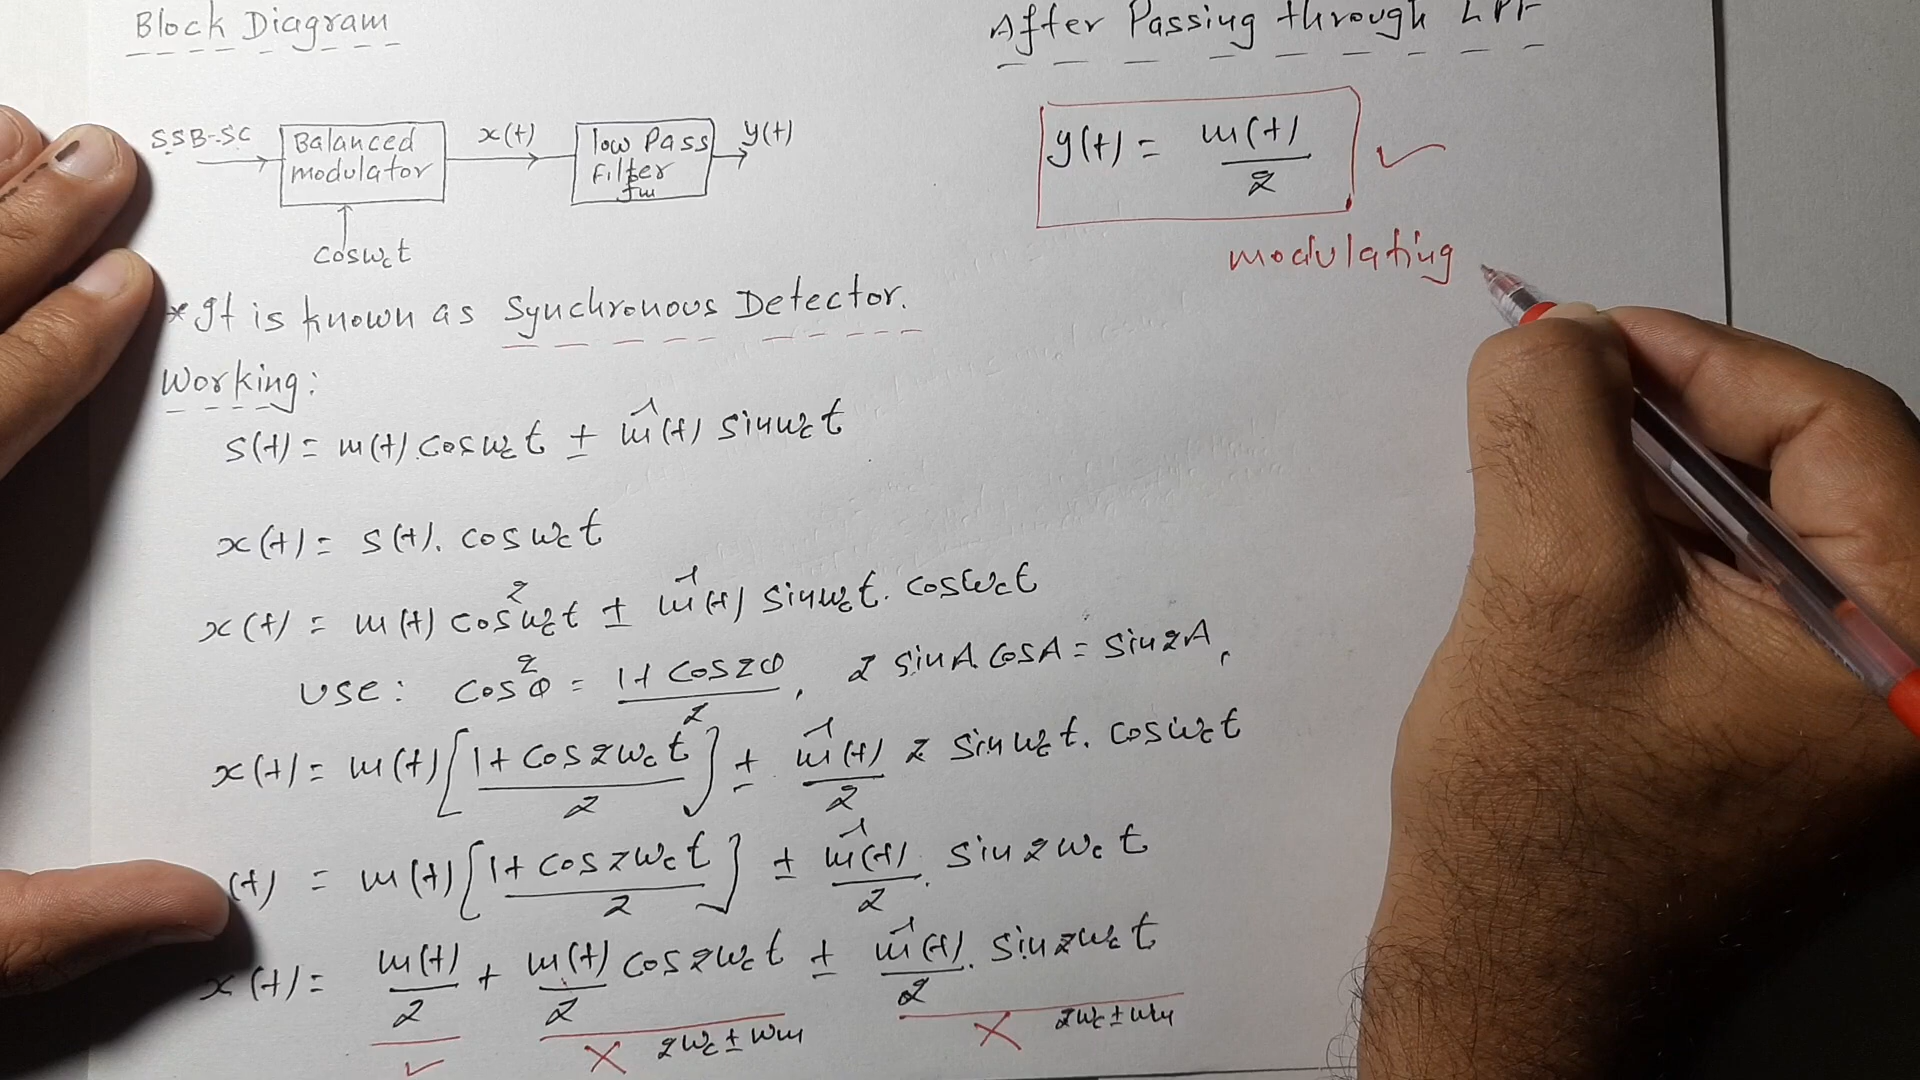 Block Diagram
SSB-SC
Balanced modulator
x(t)
low Pass Filter
fm
y(t)
cosωct
*It is known as Synchronous Detector.
Working:
s(t) = m(t).cosωct ± m̂(t) sinωct
x(t) = s(t). cosωct
x(t) = m(t) cos²ωct ± m̂(t) sinωct. cosωct
USE: cos²θ = (1+cos2θ)/2, 2 sinA.cosA = sin2A,
x(t) = m(t)[(1+cos2ωct)/2] ± m̂(t)/2 2 sinωct. cosωct
(t) = m(t)[(1+cos2ωct)/2] ± m̂(t)/2. sin2ωct
x(t) = m(t)/2 + m(t)/2 cos2ωct ± m̂(t)/2. sin2ωct
✓ X 2ωc±ωm X 2ωc±ωm
After Passing through LPF
y(t) = m(t)/2 ✓
modulating